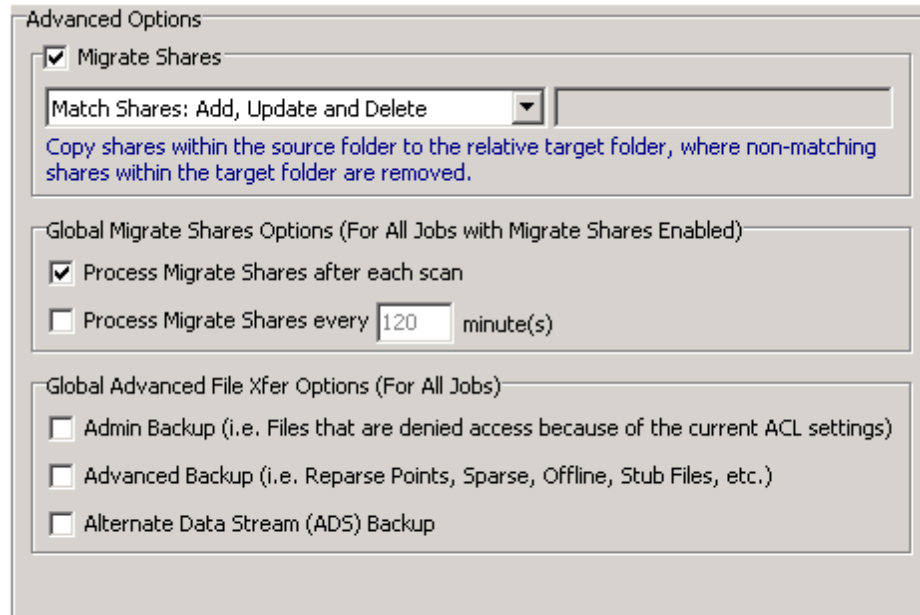 Advanced Options
Migrate Shares
Match Shares: Add, Update and Delete
Copy shares within the source folder to the relative target folder, where non-matching
shares within the target folder are removed.
Global Migrate Shares Options (For All Jobs with Migrate Shares Enabled)
Process Migrate Shares after each scan
Process Migrate Shares every 120 minute(s)
Global Advanced File Xfer Options (For All Jobs)
Admin Backup (i.e. Files that are denied access because of the current ACL settings)
Advanced Backup (i.e. Reparse Points, Sparse, Offline, Stub Files, etc.)
Alternate Data Stream (ADS) Backup